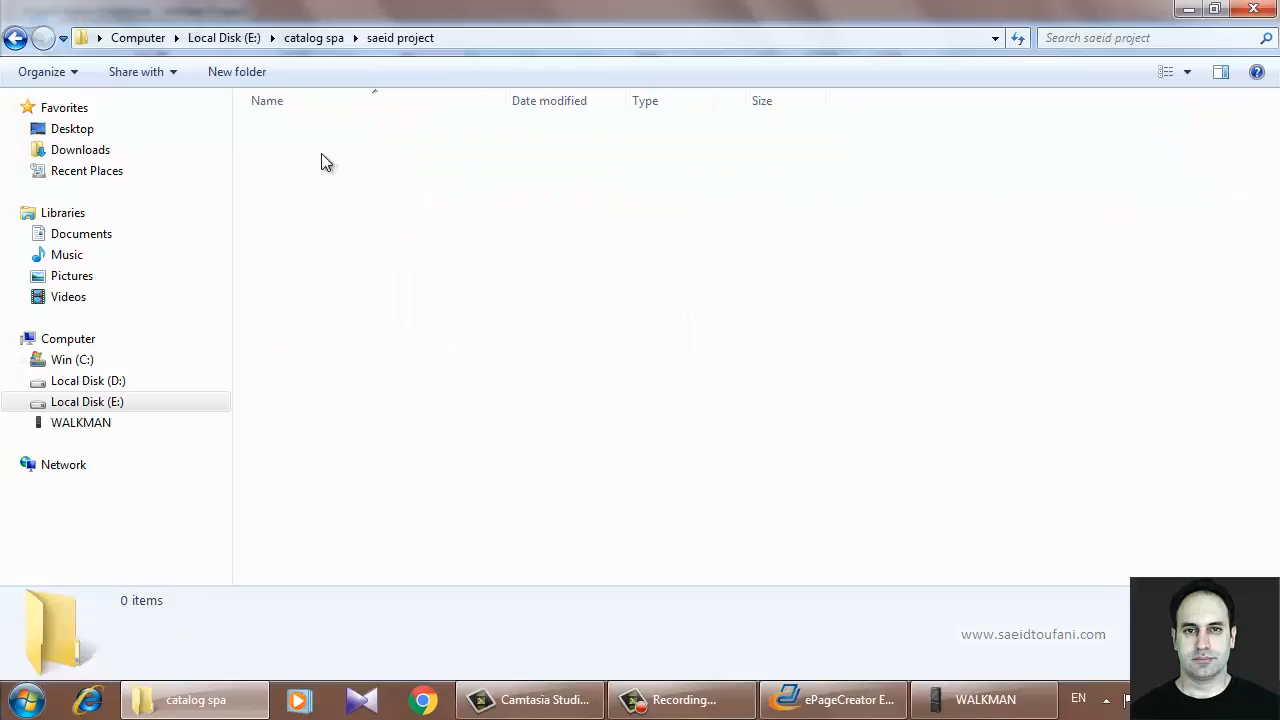 Computer Local Disk (E:) catalog spa saeid project
Search saeid project
Organize Share with New folder
Name Date modified Type Size
Favorites
Desktop
Downloads
Recent Places
Libraries
Documents
Music
Pictures
Videos
Computer
Win (C:)
Local Disk (D:)
Local Disk (E:)
WALKMAN
Network
0 items
www.saeidtoufani.com
catalog spa
Camtasia Studi...
Recording...
ePageCreator E...
WALKMAN
EN